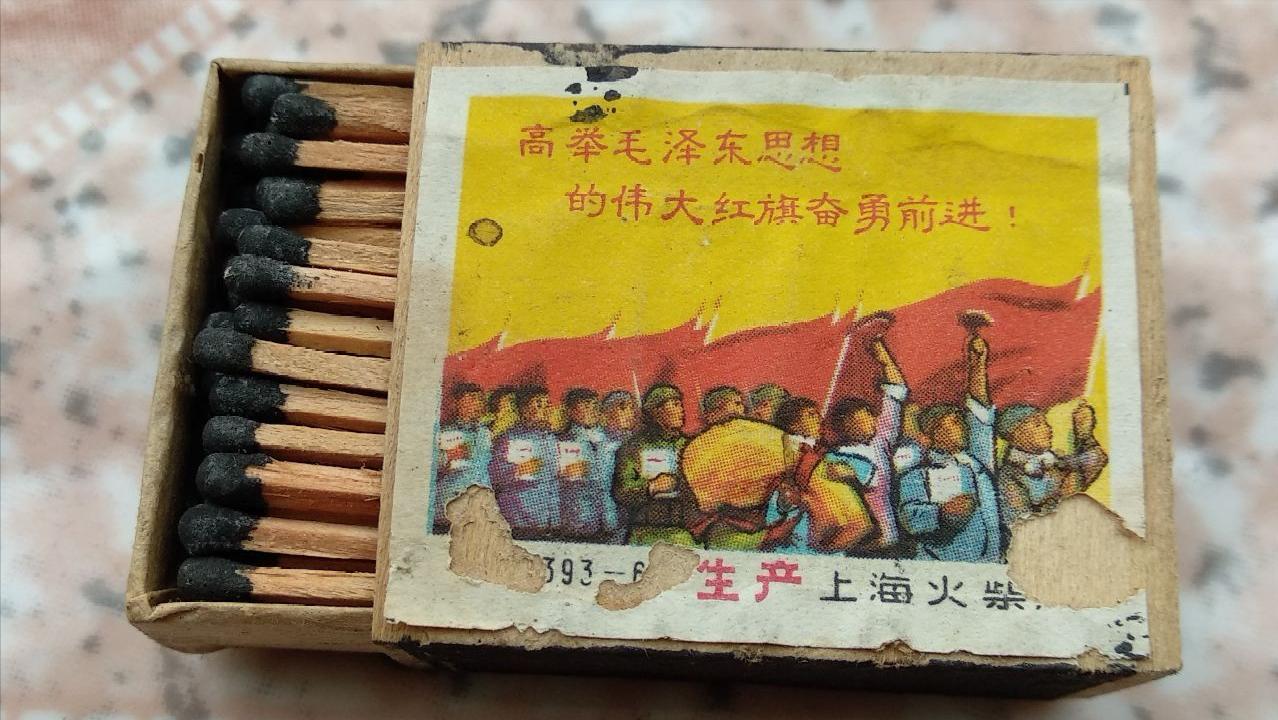 高举毛泽东思想
的伟大红旗奋勇前进!
393-6 生产 上海火柴